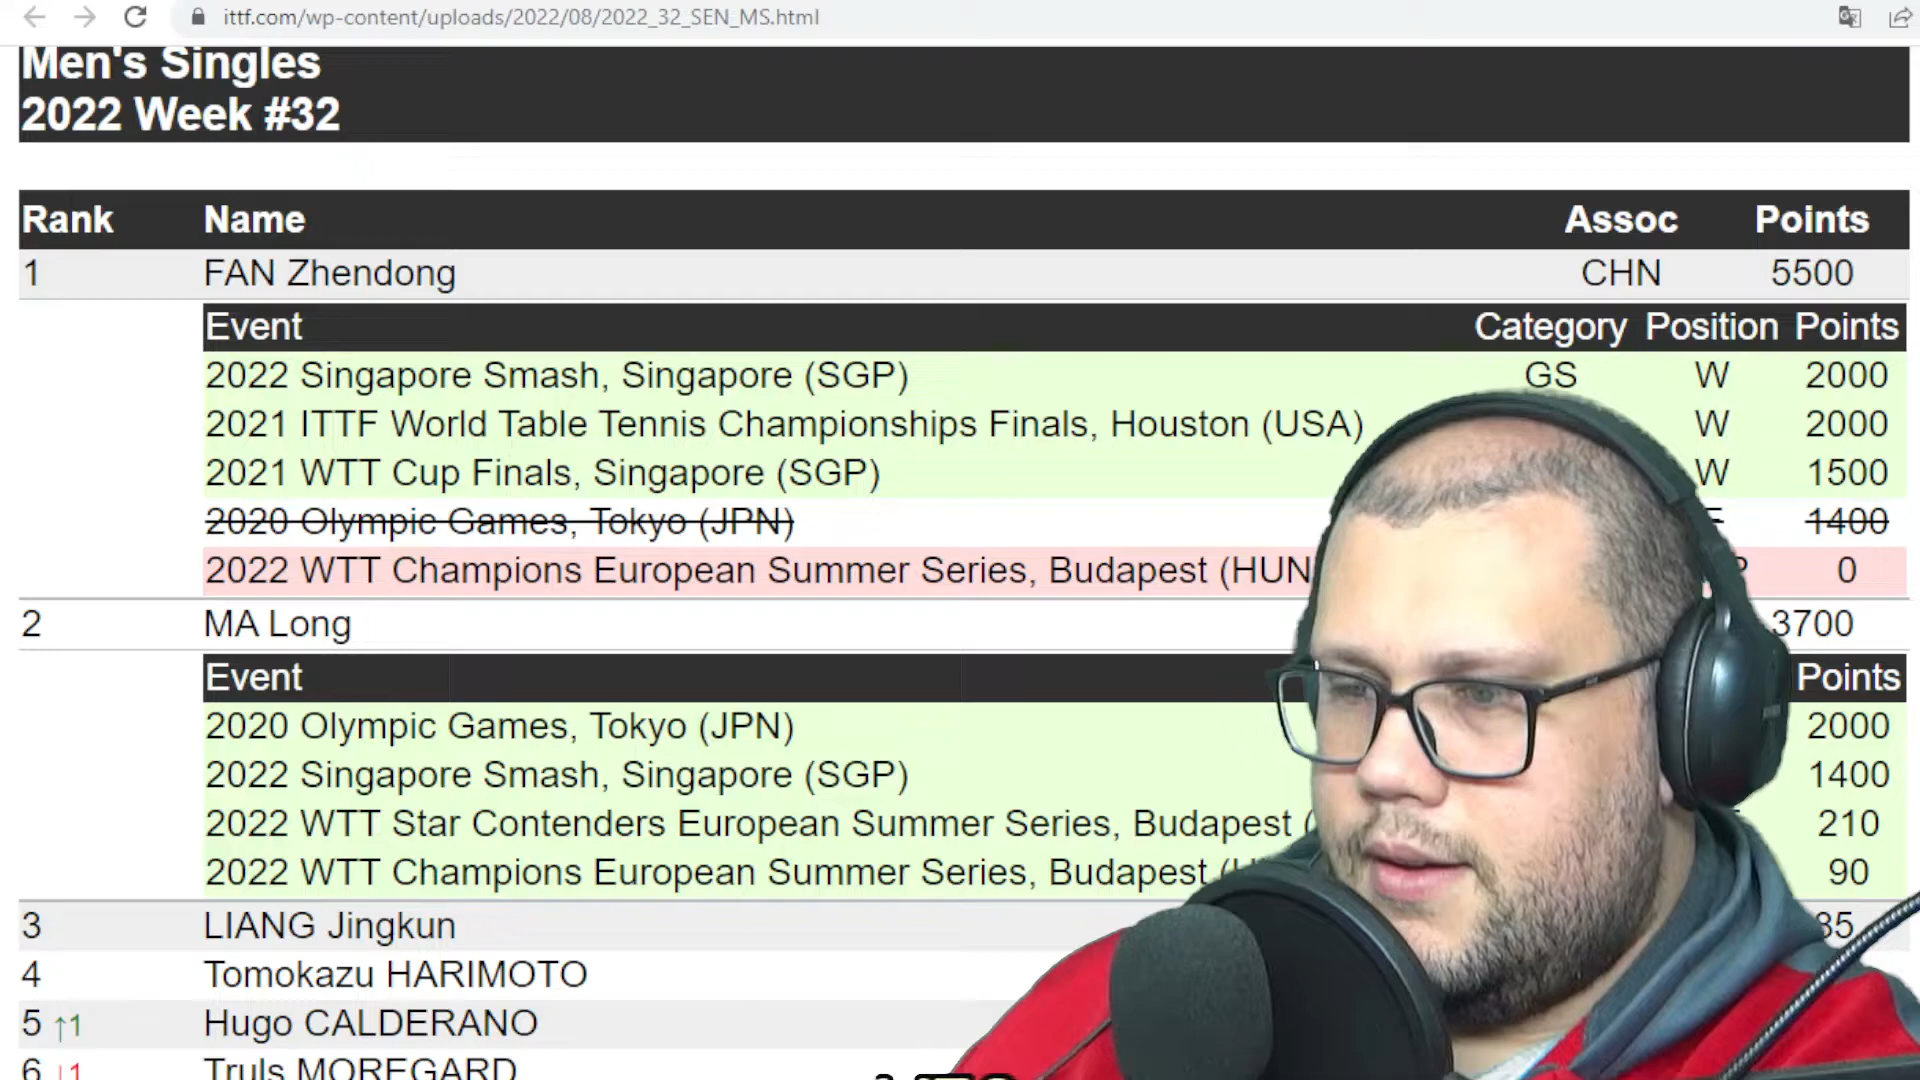 ittf.com/wp-content/uploads/2022/08/2022_32_SEN_MS.html
Men's Singles
2022 Week #32
Rank Name Assoc Points
1 FAN Zhendong CHN 5500
Event Category Position Points
2022 Singapore Smash, Singapore (SGP) GS W 2000
2021 ITTF World Table Tennis Championships Finals, Houston (USA) W 2000
2021 WTT Cup Finals, Singapore (SGP) W 1500
2020 Olympic Games, Tokyo (JPN) 1400
2022 WTT Champions European Summer Series, Budapest (HUN 0
2 MA Long 3700
Event Points
2020 Olympic Games, Tokyo (JPN) 2000
2022 Singapore Smash, Singapore (SGP) 1400
2022 WTT Star Contenders European Summer Series, Budapest ( 210
2022 WTT Champions European Summer Series, Budapest 90
3 LIANG Jingkun
4 Tomokazu HARIMOTO
5 ↑1 Hugo CALDERANO
6 ↓1 Truls MOREGARD